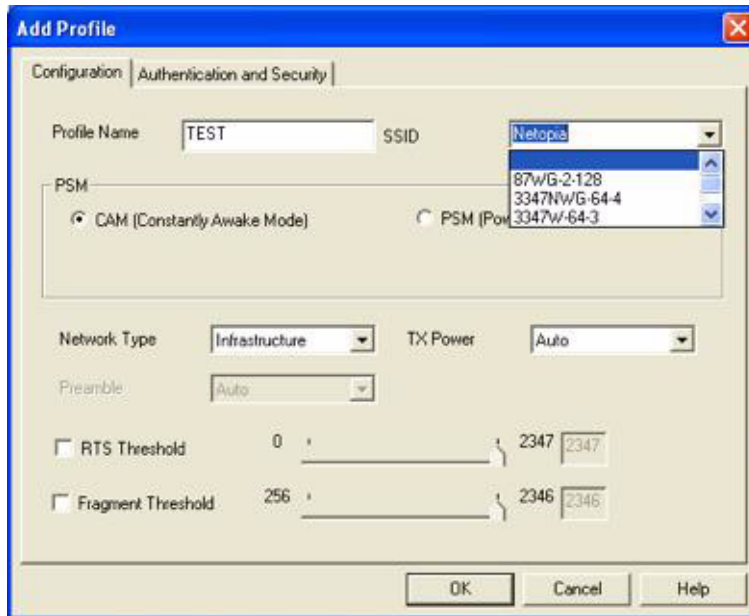 Add Profile
Configuration Authentication and Security
Profile Name TEST SSID Netopia
87WG-2-128
3347NWG-64-4
3347W-64-3
PSM
CAM (Constantly Awake Mode) PSM (Pow
Network Type Infrastructure TX Power Auto
Preamble Auto
RTS Threshold 0 2347 2347
Fragment Threshold 256 2346 2346
OK Cancel Help